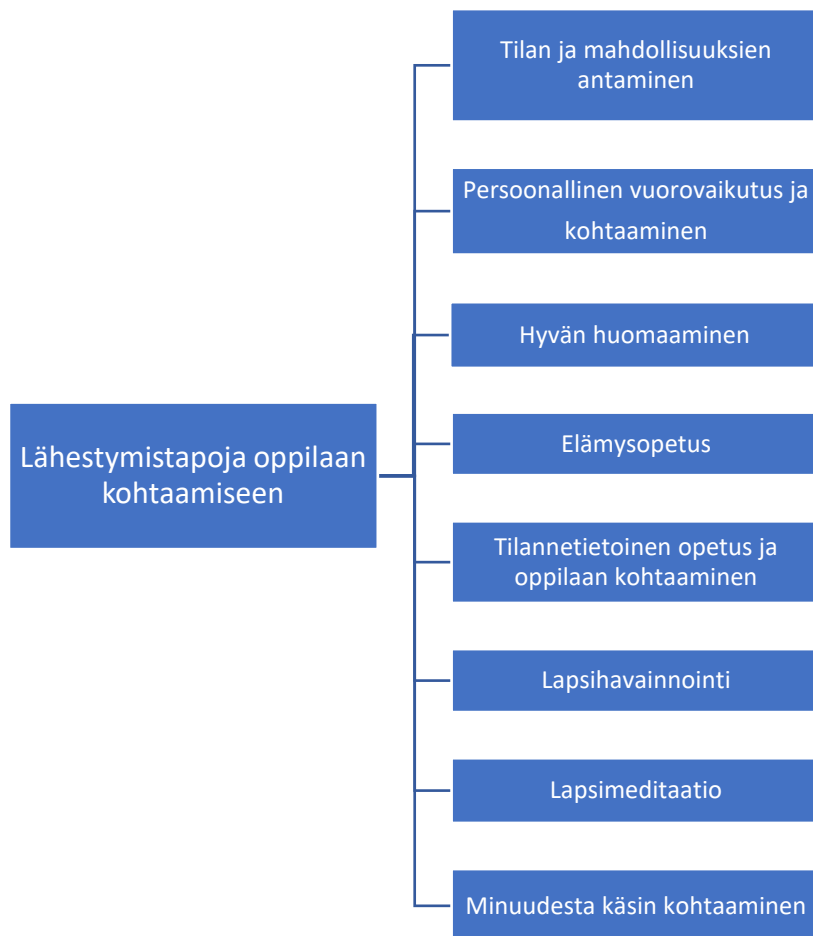 Lähestymistapoja oppilaan
kohtaamiseen
Tilan ja mahdollisuuksien
antaminen
Persoonallinen vuorovaikutus ja
kohtaaminen
Hyvän huomaaminen
Elämysopetus
Tilannetietoinen opetus ja
oppilaan kohtaaminen
Lapsihavainnointi
Lapsimeditaatio
Minuudesta käsin kohtaaminen